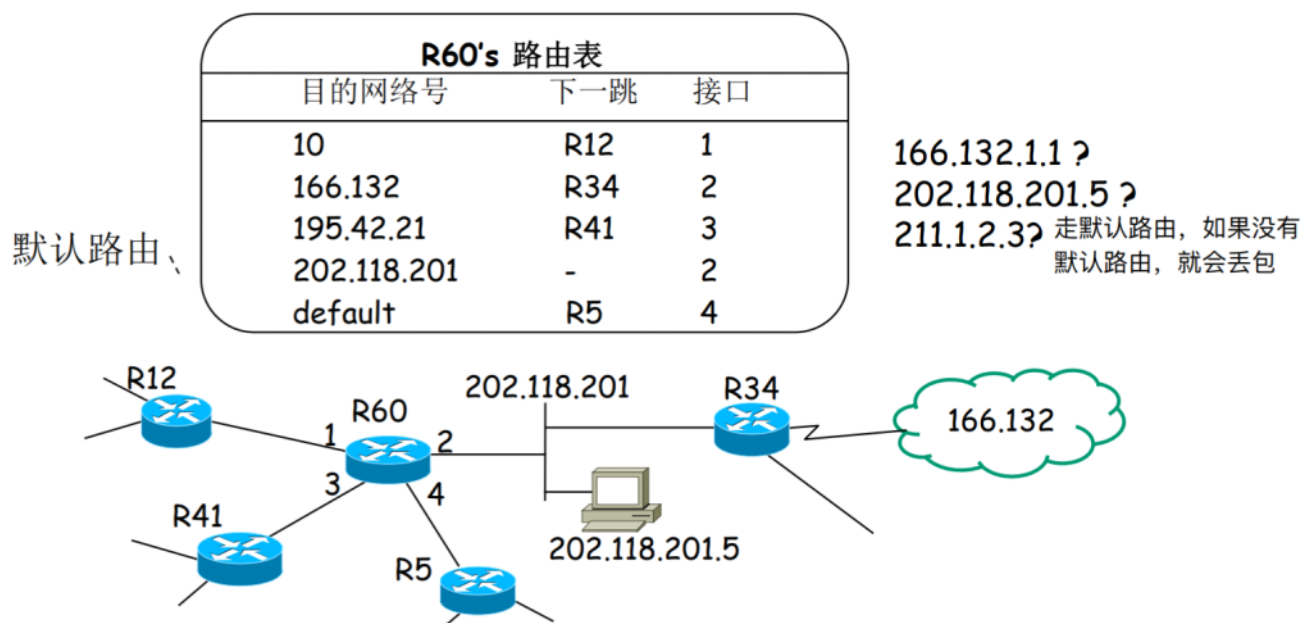 R60's 路由表
目的网络号 下一跳 接口
10 R12 1
166.132 R34 2
195.42.21 R41 3
202.118.201 - 2
default R5 4
默认路由
166.132.1.1 ?
202.118.201.5 ?
211.1.2.3? 走默认路由，如果没有
默认路由，就会丢包
R12
R60
202.118.201
R34
166.132
1
2
3
4
R41
R5
202.118.201.5